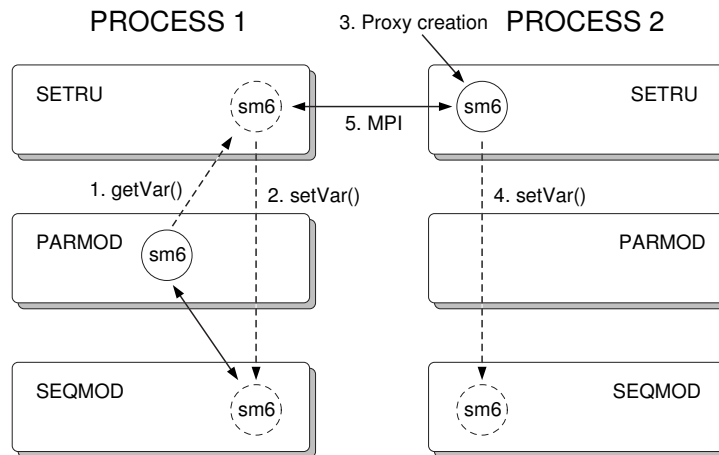 PROCESS 1
3. Proxy creation
PROCESS 2
SETRU
sm6
sm6
SETRU
5. MPI
1. getVar()
2. setVar()
4. setVar()
PARMOD
sm6
PARMOD
SEQMOD
sm6
sm6
SEQMOD